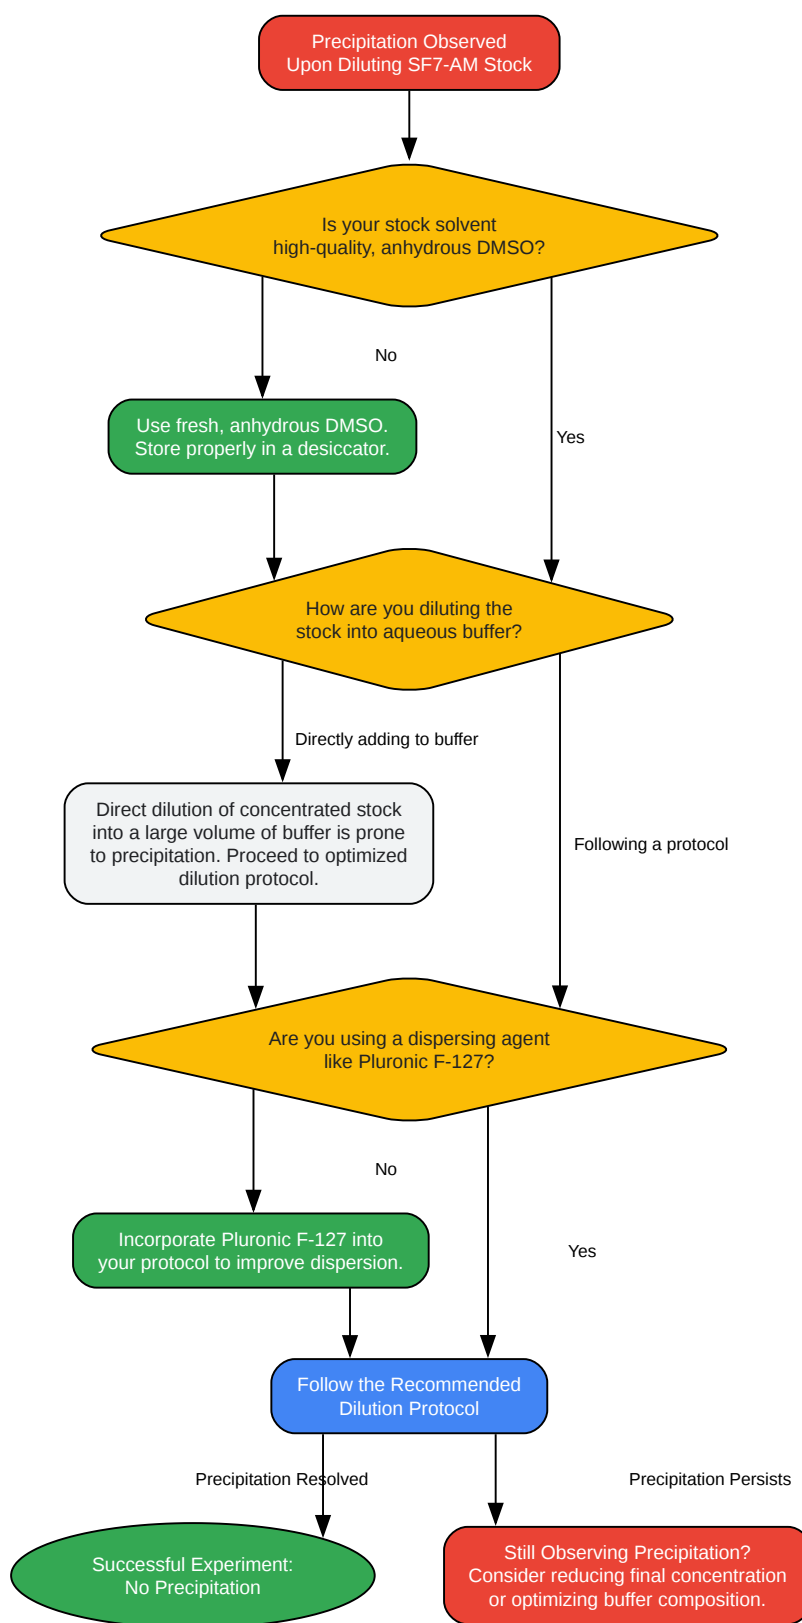 Precipitation Observed
Upon Diluting SF7-AM Stock
Is your stock solvent
high-quality, anhydrous DMSO?
No
Use fresh, anhydrous DMSO.
Store properly in a desiccator.
Yes
How are you diluting the
stock into aqueous buffer?
Directly adding to buffer
Direct dilution of concentrated stock
into a large volume of buffer is prone
to precipitation. Proceed to optimized
dilution protocol.
Following a protocol
Are you using a dispersing agent
like Pluronic F-127?
No
Incorporate Pluronic F-127 into
your protocol to improve dispersion.
Yes
Follow the Recommended
Dilution Protocol
Precipitation Resolved
Precipitation Persists
Successful Experiment:
No Precipitation
Still Observing Precipitation?
Consider reducing final concentration
or optimizing buffer composition.